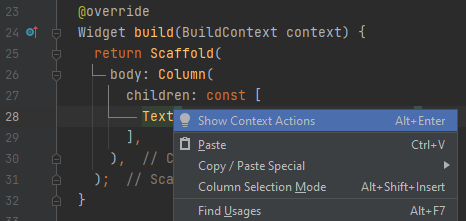 23 @override
24 Widget build(BuildContext context) {
25 return Scaffold(
26 body: Column(
27 children: const [
28 Text
Show Context Actions Alt+Enter
29 ],
Paste Ctrl+V
30 ), // C
Copy / Paste Special
31 ); // Sca
Column Selection Mode Alt+Shift+Insert
32 }
Find Usages Alt+F7